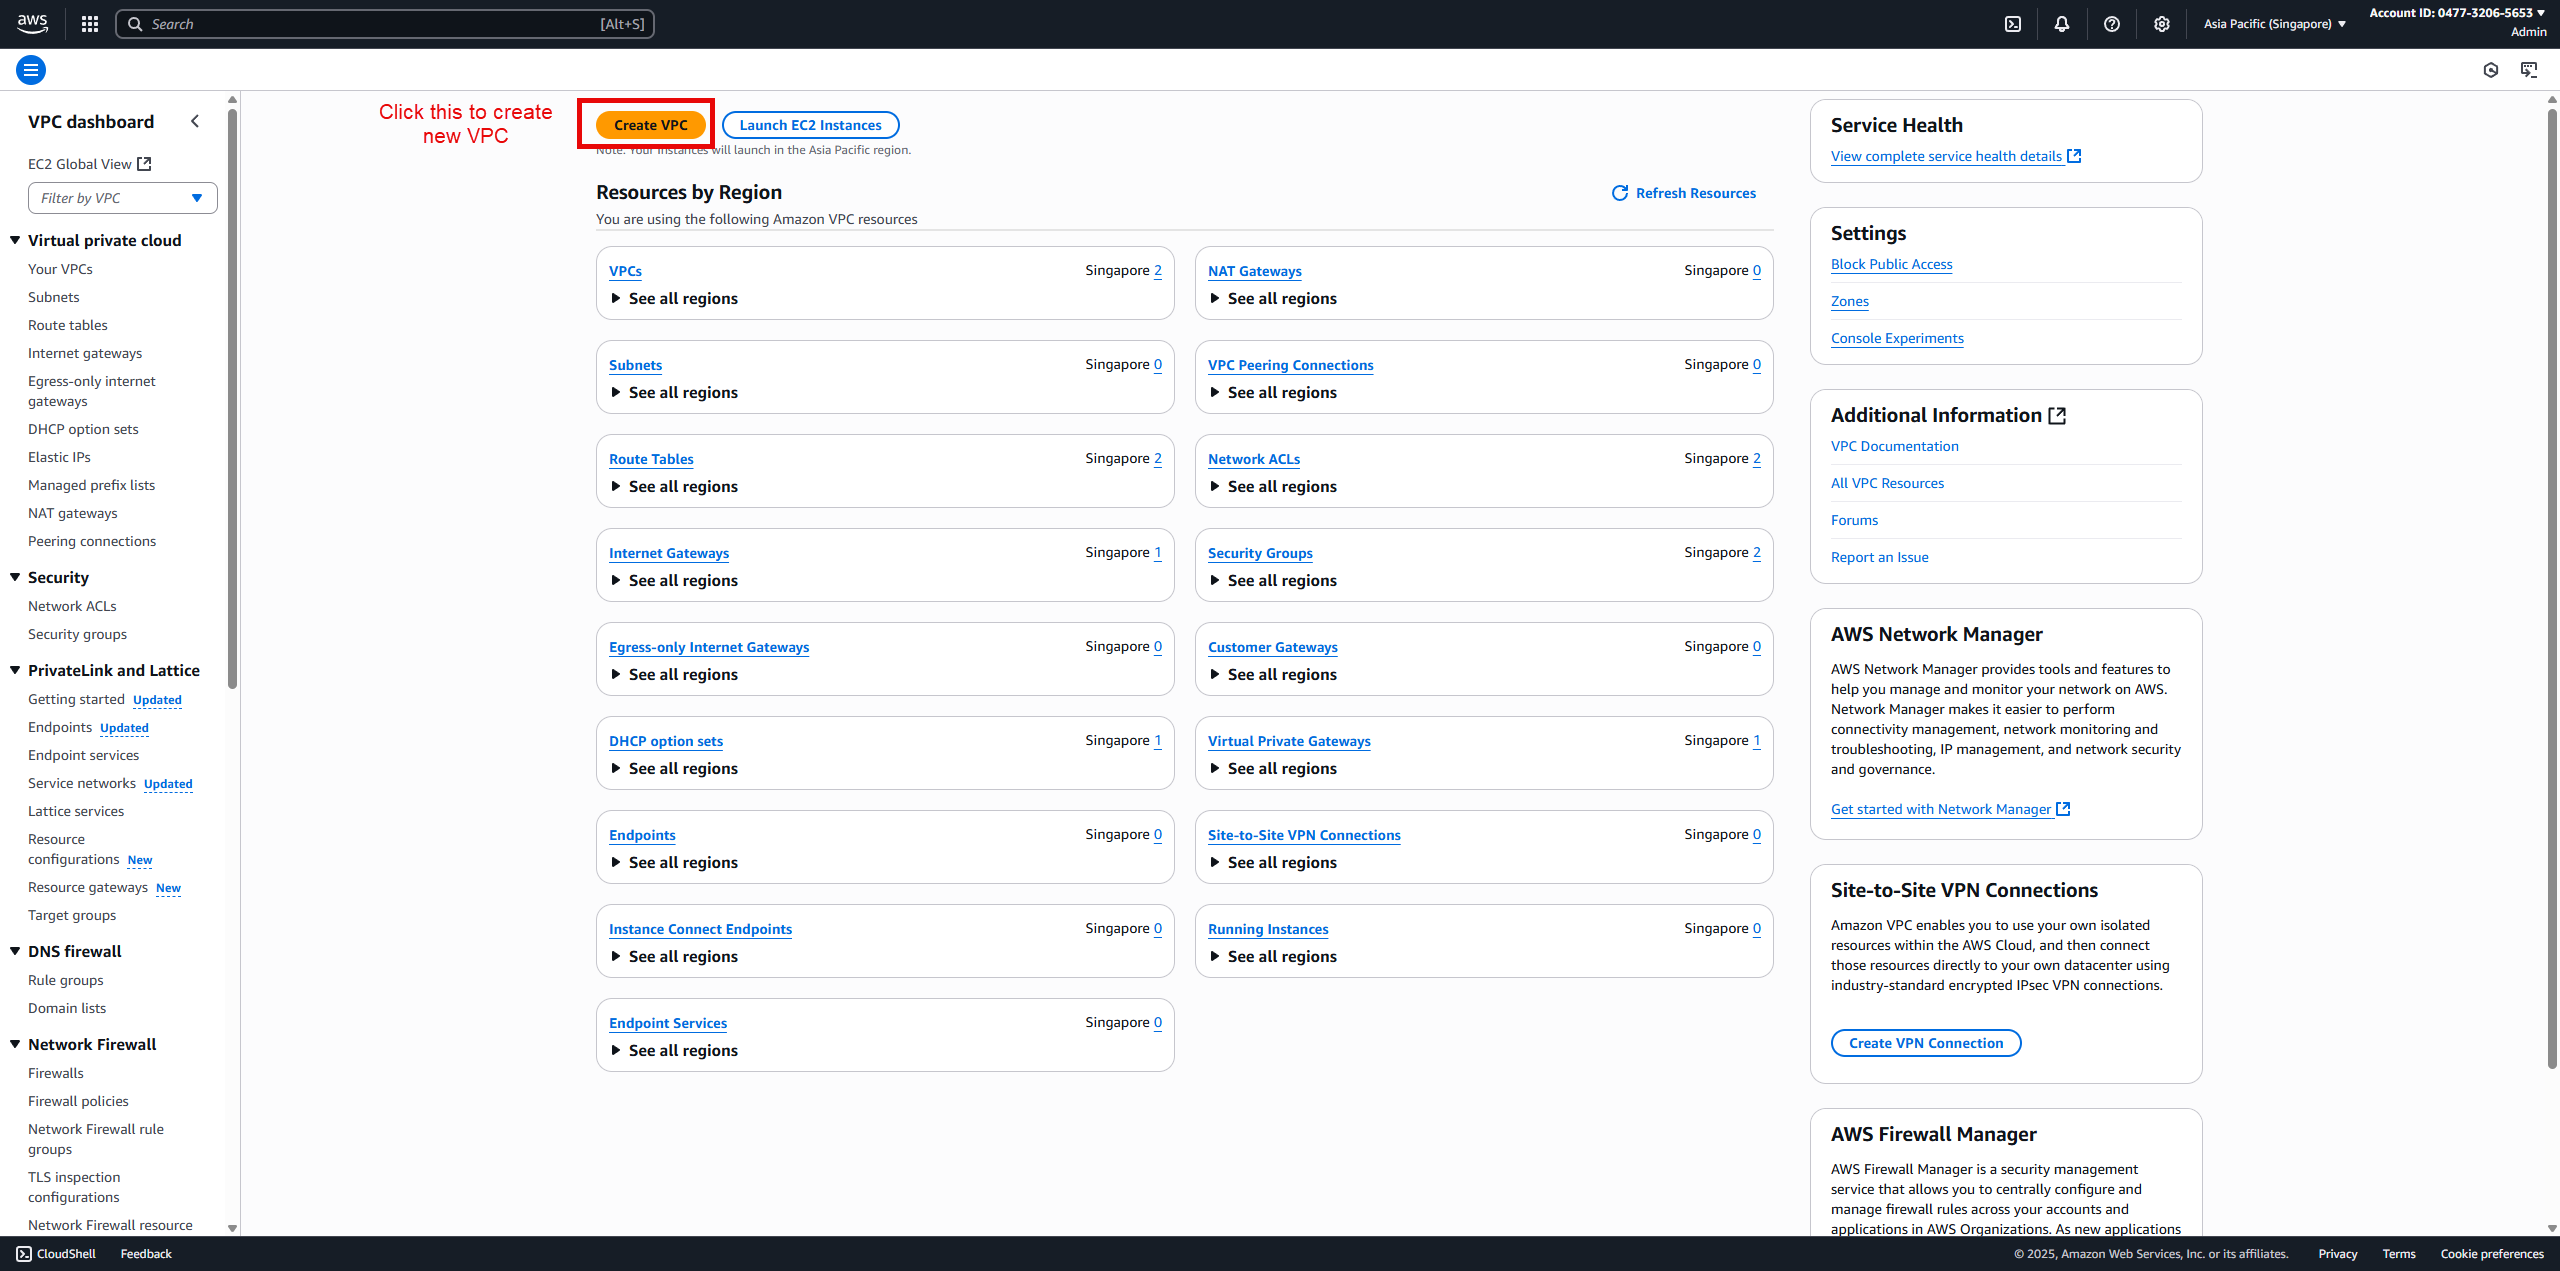 aws
Search [Alt+S]
Asia Pacific (Singapore)
Account ID: 0477-3206-5653
Admin
VPC dashboard
EC2 Global View
Filter by VPC
Virtual private cloud
Your VPCs
Subnets
Route tables
Internet gateways
Egress-only internet
gateways
DHCP option sets
Elastic IPs
Managed prefix lists
NAT gateways
Peering connections
Security
Network ACLs
Security groups
PrivateLink and Lattice
Getting started Updated
Endpoints Updated
Endpoint services
Service networks Updated
Lattice services
Resource
configurations New
Resource gateways New
Target groups
DNS firewall
Rule groups
Domain lists
Network Firewall
Firewalls
Firewall policies
Network Firewall rule
groups
TLS inspection
configurations
Network Firewall resource
Click this to create
new VPC
Create VPC
Launch EC2 Instances
Note: Your Instances will launch in the Asia Pacific region.
Resources by Region
Refresh Resources
You are using the following Amazon VPC resources
VPCs Singapore 2
See all regions
NAT Gateways Singapore 0
See all regions
Subnets Singapore 0
See all regions
VPC Peering Connections Singapore 0
See all regions
Route Tables Singapore 2
See all regions
Network ACLs Singapore 2
See all regions
Internet Gateways Singapore 1
See all regions
Security Groups Singapore 2
See all regions
Egress-only Internet Gateways Singapore 0
See all regions
Customer Gateways Singapore 0
See all regions
DHCP option sets Singapore 1
See all regions
Virtual Private Gateways Singapore 1
See all regions
Endpoints Singapore 0
See all regions
Site-to-Site VPN Connections Singapore 0
See all regions
Instance Connect Endpoints Singapore 0
See all regions
Running Instances Singapore 0
See all regions
Endpoint Services Singapore 0
See all regions
Service Health
View complete service health details
Settings
Block Public Access
Zones
Console Experiments
Additional Information
VPC Documentation
All VPC Resources
Forums
Report an Issue
AWS Network Manager
AWS Network Manager provides tools and features to
help you manage and monitor your network on AWS.
Network Manager makes it easier to perform
connectivity management, network monitoring and
troubleshooting, IP management, and network security
and governance.
Get started with Network Manager
Site-to-Site VPN Connections
Amazon VPC enables you to use your own isolated
resources within the AWS Cloud, and then connect
those resources directly to your own datacenter using
industry-standard encrypted IPsec VPN connections.
Create VPN Connection
AWS Firewall Manager
AWS Firewall Manager is a security management
service that allows you to centrally configure and
manage firewall rules across your accounts and
applications in AWS Organizations. As new applications
CloudShell
Feedback
© 2025, Amazon Web Services, Inc. or its affiliates.
Privacy
Terms
Cookie preferences